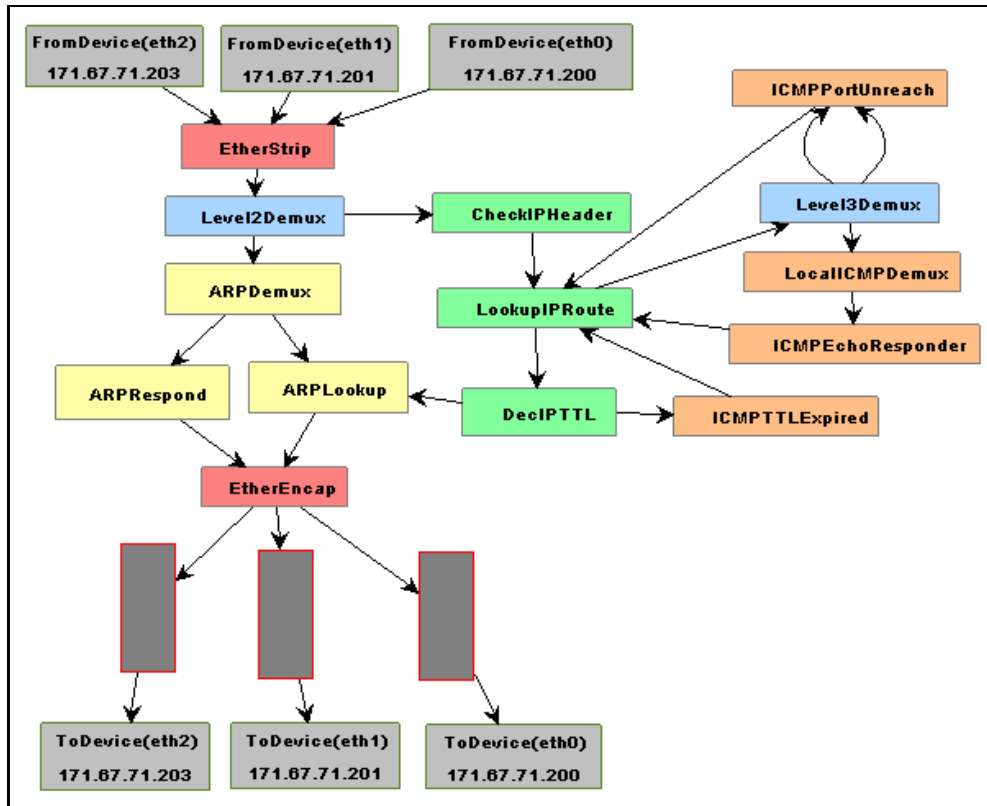 FromDevice(eth2)
171.67.71.203
FromDevice(eth1)
171.67.71.201
FromDevice(eth0)
171.67.71.200
ICMPPortUnreach
EtherStrip
Level2Demux
CheckIPHeader
Level3Demux
ARPDemux
LookupIPRoute
LocalICMPDemux
ICMPEchoResponder
ARPRespond
ARPLookup
DecIPTTL
ICMPTTLExpired
EtherEncap
ToDevice(eth2)
171.67.71.203
ToDevice(eth1)
171.67.71.201
ToDevice(eth0)
171.67.71.200